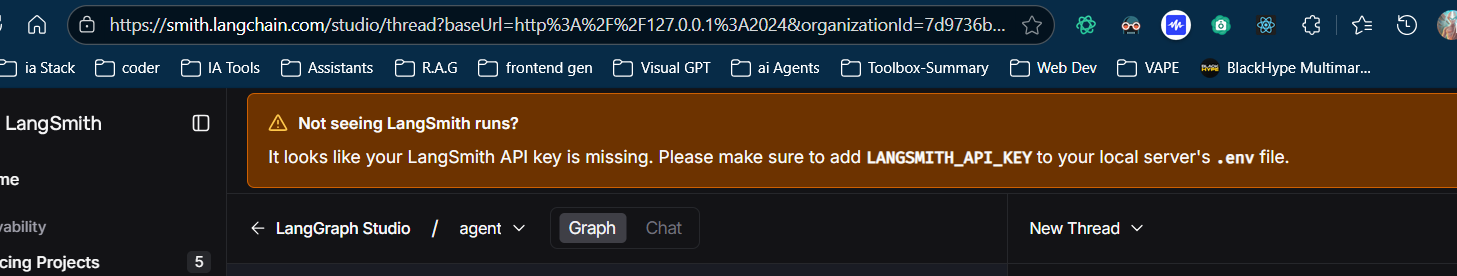 https://smith.langchain.com/studio/thread?baseUrl=http%3A%2F%2F127.0.0.1%3A2024&organizationId=7d9736b...
ia Stack coder IA Tools Assistants R.A.G frontend gen Visual GPT ai Agents Toolbox-Summary Web Dev VAPE BlackHype Multimar...
LangSmith
Not seeing LangSmith runs?
It looks like your LangSmith API key is missing. Please make sure to add LANGSMITH_API_KEY to your local server's .env file.
me
vability
cing Projects 5
LangGraph Studio / agent Graph Chat New Thread